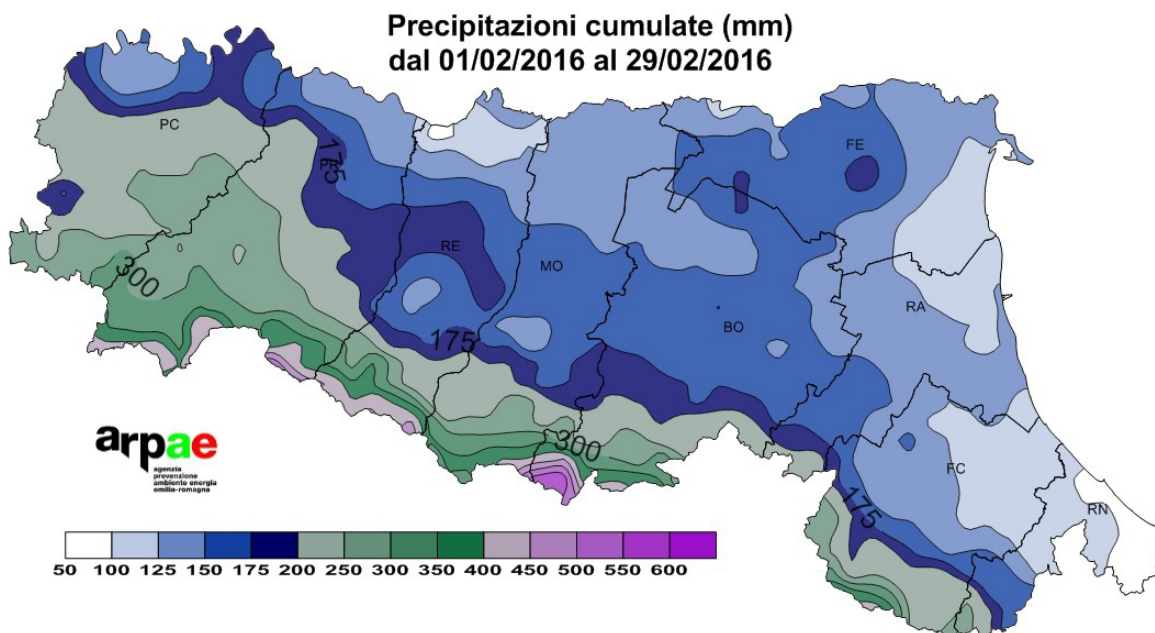 Precipitazioni cumulate (mm)
dal 01/02/2016 al 29/02/2016
PC
FE
175
PR
RE
MO
300
RA
BO
175
arpae
agenzia
prevenzione
ambiente energia
emilia-romagna
300
FC
175
RN
50 100 125 150 175 200 250 300 350 400 450 500 550 600